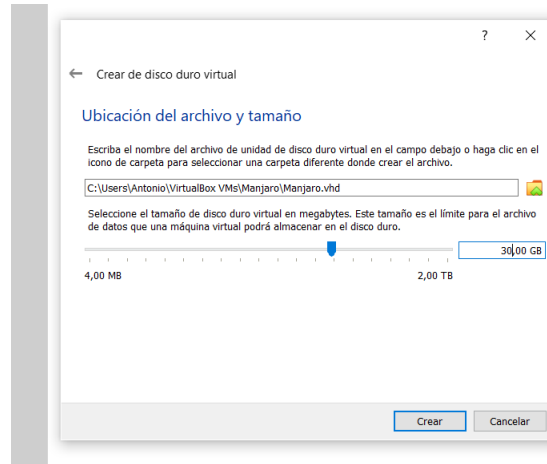 ?
Crear de disco duro virtual
Ubicación del archivo y tamaño
Escriba el nombre del archivo de unidad de disco duro virtual en el campo debajo o haga clic en el
icono de carpeta para seleccionar una carpeta diferente donde crear el archivo.
C:\Users\Antonio\VirtualBox VMs\Manjaro\Manjaro.vhd
Seleccione el tamaño de disco duro virtual en megabytes. Este tamaño es el límite para el archivo
de datos que una máquina virtual podrá almacenar en el disco duro.
30,00 GB
4,00 MB 2,00 TB
Crear Cancelar